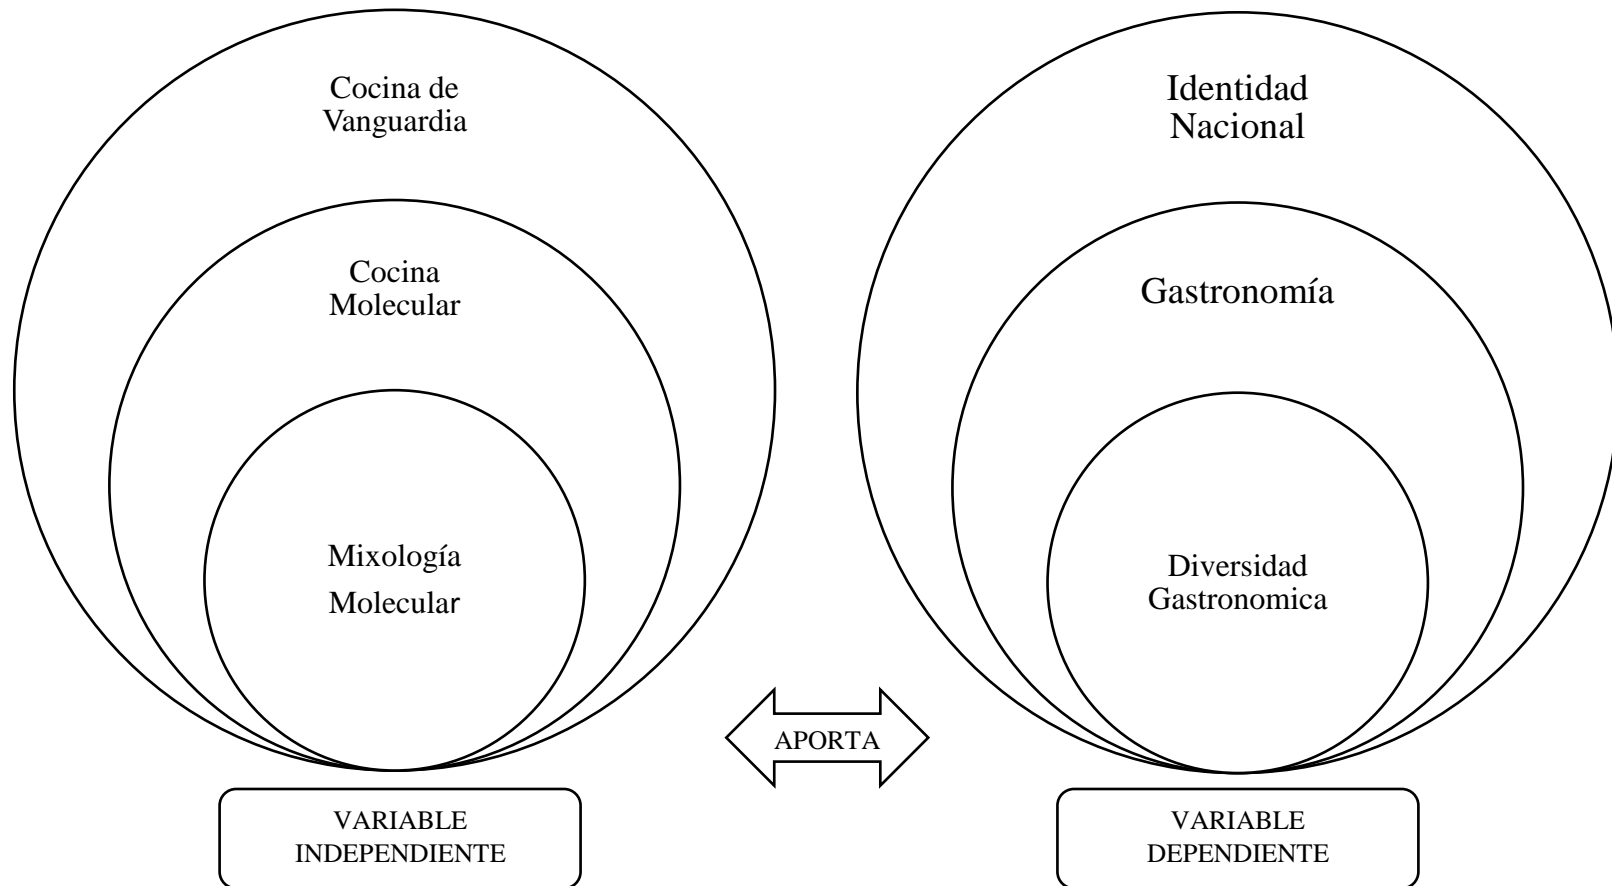 Cocina de
Vanguardia
Cocina
Molecular
Mixología
Molecular
VARIABLE
INDEPENDIENTE
APORTA
Identidad
Nacional
Gastronomía
Diversidad
Gastronomica
VARIABLE
DEPENDIENTE